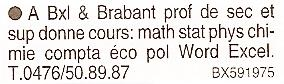 ● A Bxl & Brabant prof de sec et
sup donne cours: math stat phys chi-
mie compta éco pol Word Excel.
T.0476/50.89.87 BX591975